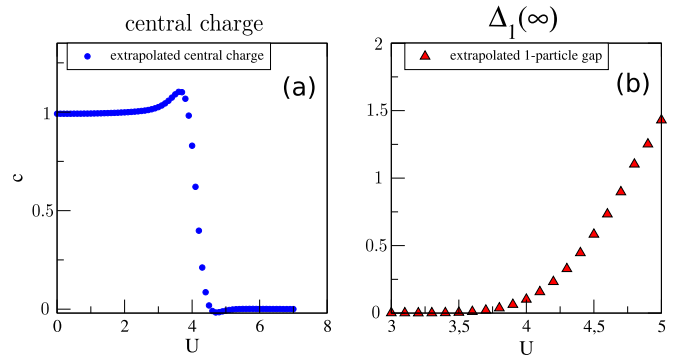 central charge
extrapolated central charge
(a)
1
0.5
0
c
0 2 4 6 8
U
Δ₁(∞)
extrapolated 1-particle gap
(b)
2
1.5
1
0.5
0
3 3,5 4 4,5 5
U